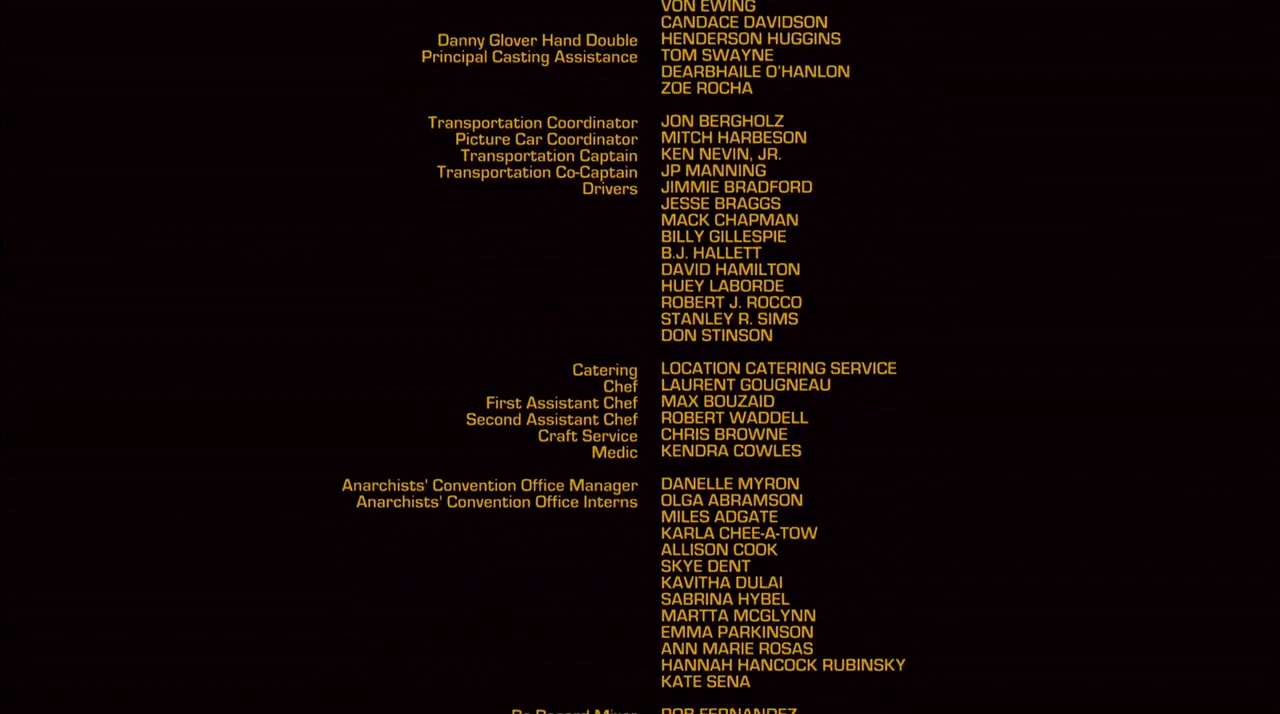 VON EWING
CANDACE DAVIDSON
Danny Glover Hand Double HENDERSON HUGGINS
Principal Casting Assistance TOM SWAYNE
DEARBHAILE O'HANLON
ZOE ROCHA
Transportation Coordinator JON BERGHOLZ
Picture Car Coordinator MITCH HARBESON
Transportation Captain KEN NEVIN, JR.
Transportation Co-Captain JP MANNING
Drivers JIMMIE BRADFORD
JESSE BRAGGS
MACK CHAPMAN
BILLY GILLESPIE
B.J. HALLETT
DAVID HAMILTON
HUEY LABORDE
ROBERT J. ROCCO
STANLEY R. SIMS
DON STINSON
Catering LOCATION CATERING SERVICE
Chef LAURENT GOUGNEAU
First Assistant Chef MAX BOUZAID
Second Assistant Chef ROBERT WADDELL
Craft Service CHRIS BROWNE
Medic KENDRA COWLES
Anarchists' Convention Office Manager DANELLE MYRON
Anarchists' Convention Office Interns OLGA ABRAMSON
MILES ADGATE
KARLA CHEE-A-TOW
ALLISON COOK
SKYE DENT
KAVITHA DULAI
SABRINA HYBEL
MARTTA MCGLYNN
EMMA PARKINSON
ANN MARIE ROSAS
HANNAH HANCOCK RUBINSKY
KATE SENA
FERNANDEZ